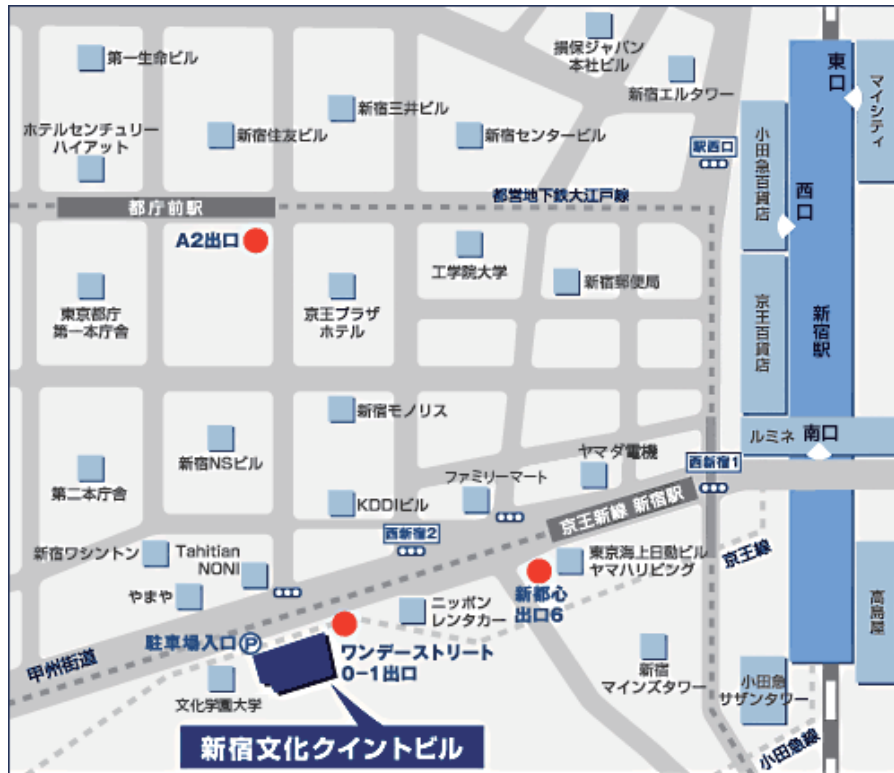 損保ジャパン
本社ビル
第一生命ビル
新宿エルタワー
東口
マイシティ
新宿三井ビル
ホテルセンチュリー
ハイアット
新宿住友ビル
新宿センタービル
駅西口
小田急百貨店
西口
都営地下鉄大江戸線
都庁前駅
A2出口
工学院大学
新宿郵便局
東京都庁
第一本庁舎
京王プラザ
ホテル
京王百貨店
新宿駅
新宿モノリス
ルミネ
南口
新宿NSビル
ヤマダ電機
西新宿1
第二本庁舎
ファミリーマート
KDDIビル
京王新線 新宿駅
西新宿2
新宿ワシントン
Tahitian
NONI
東京海上日動ビル
ヤマハリビング
京王線
やまや
ニッポン
レンタカー
新都心
出口6
高島屋
駐車場入口
P
ワンデーストリート
0-1出口
甲州街道
新宿
マインズタワー
文化学園大学
小田急
サザンタワー
新宿文化クイントビル
小田急線